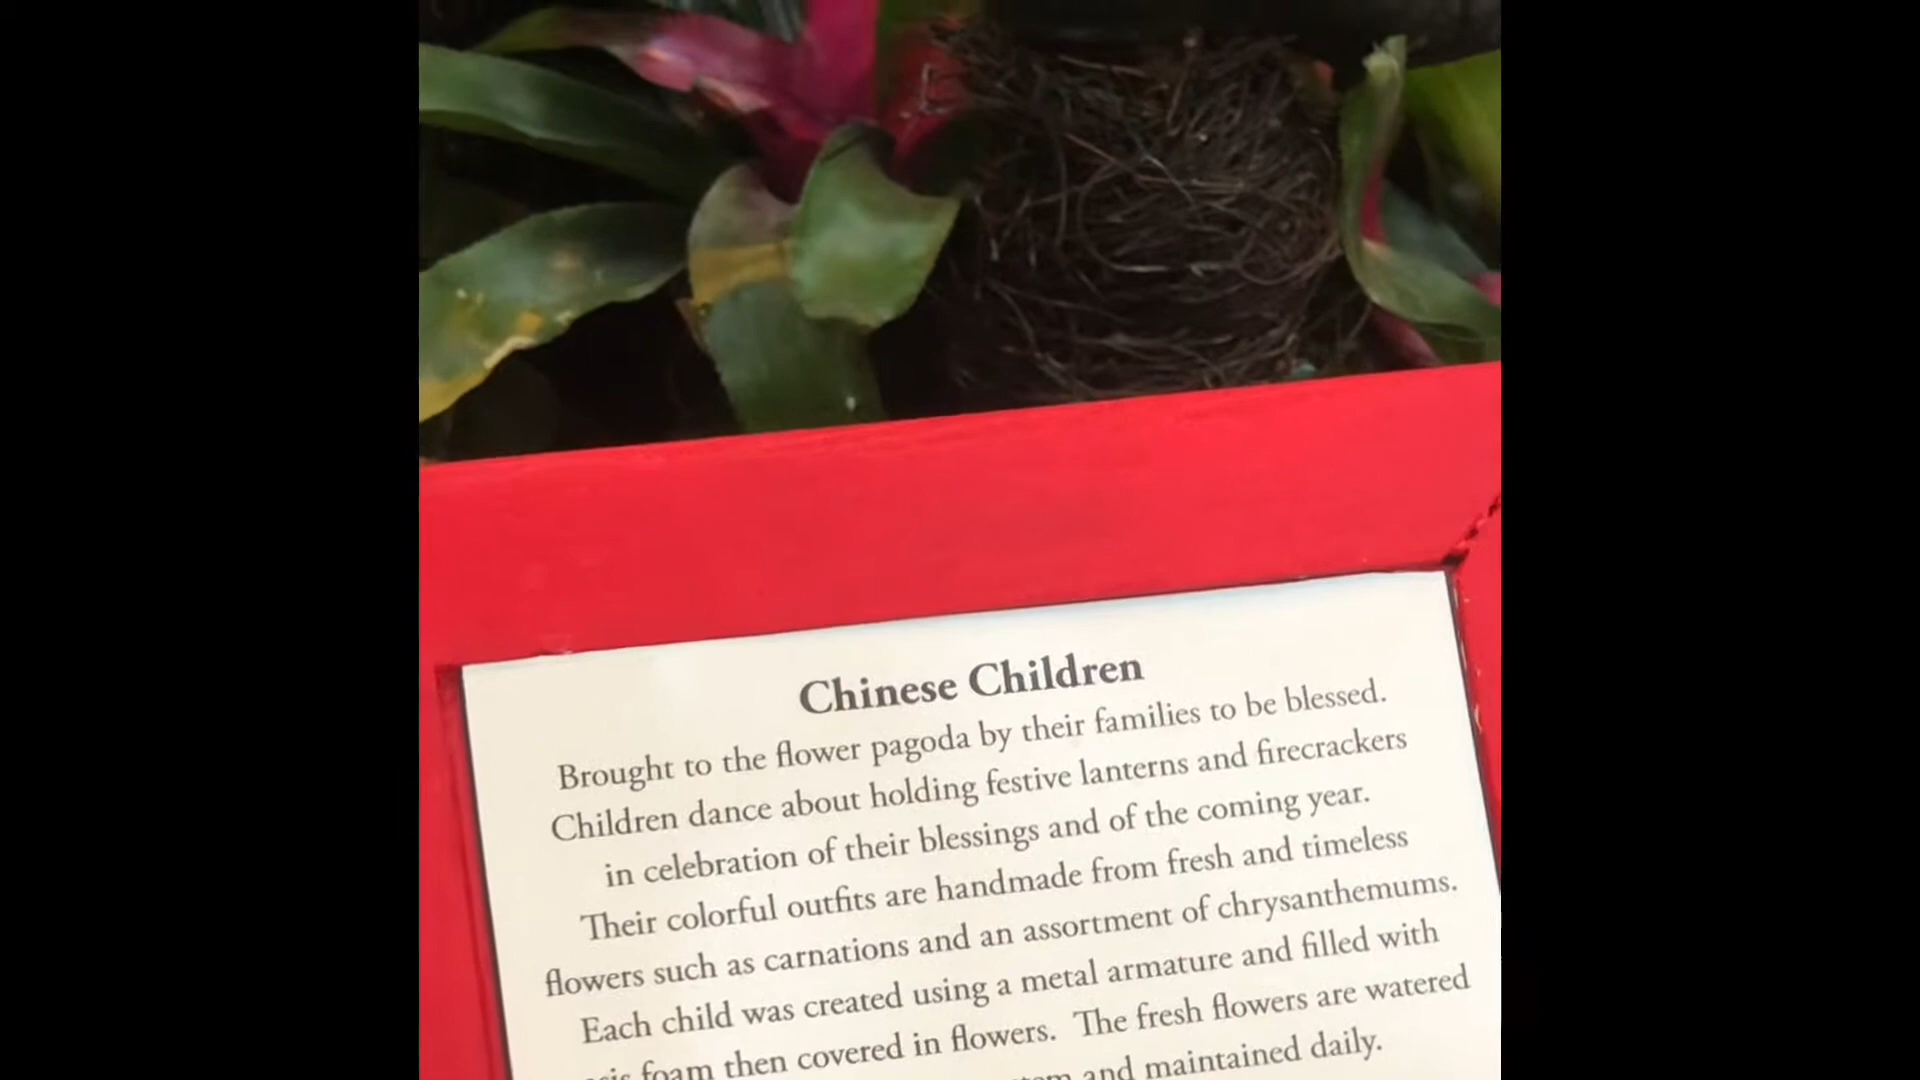 Chinese Children
Brought to the flower pagoda by their families to be blessed.
Children dance about holding festive lanterns and firecrackers
in celebration of their blessings and of the coming year.
Their colorful outfits are handmade from fresh and timeless
flowers such as carnations and an assortment of chrysanthemums.
Each child was created using a metal armature and filled with
foam then covered in flowers. The fresh flowers are watered
and maintained daily.